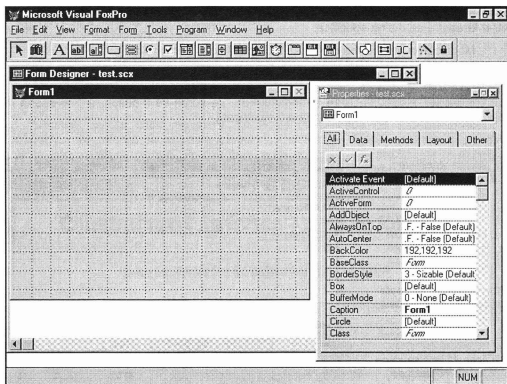 Microsoft Visual FoxPro
File Edit View Format Form Tools Program Window Help
A ab|
Form Designer - test.scx
Form1
Properties - test.scx
Form1
All Data Methods Layout Other
Activate Event [Default]
ActiveControl 0
ActiveForm 0
AddObject [Default]
AlwaysOnTop .F. - False (Default)
AutoCenter .F. - False (Default)
BackColor 192,192,192
BaseClass Form
BorderStyle 3 - Sizable (Default
Box [Default]
BufferMode 0 - None (Default)
Caption Form1
Circle [Default]
Class Form
NUM